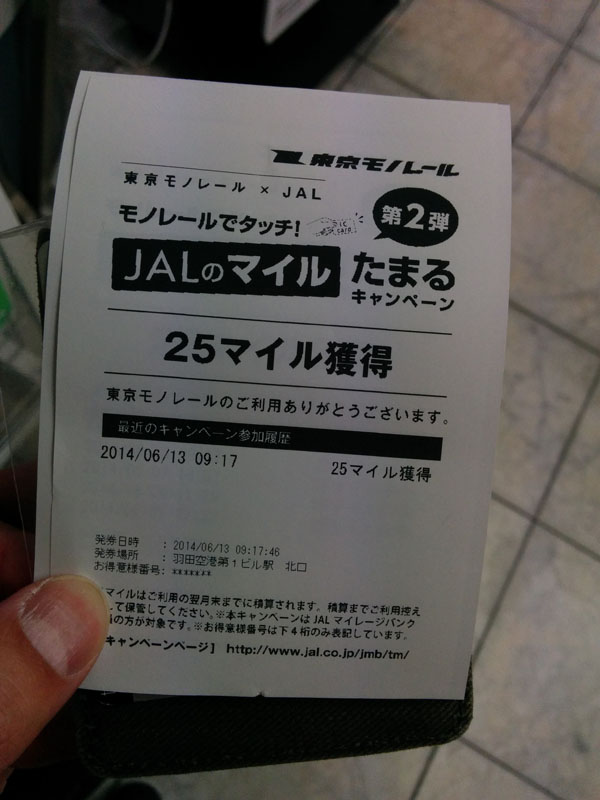 東京モノレール
東京モノレール × JAL
モノレールでタッチ!
第2弾
JALのマイル たまる
キャンペーン
25マイル獲得
東京モノレールのご利用ありがとうございます。
最近のキャンペーン参加履歴
2014/06/13 09:17 25マイル獲得
発券日時 : 2014/06/13 09:17:46
発券場所 : 羽田空港第1ビル駅 北口
お得意様番号: *******
マイルはご利用の翌月末までに積算されます。積算までご利用控え
て保管してください。※本キャンペーンは JAL マイレージバンク
の方が対象です。※お得意様番号は下4桁のみ表記しています。
キャンペーンページ] http://www.jal.co.jp/jmb/tm/